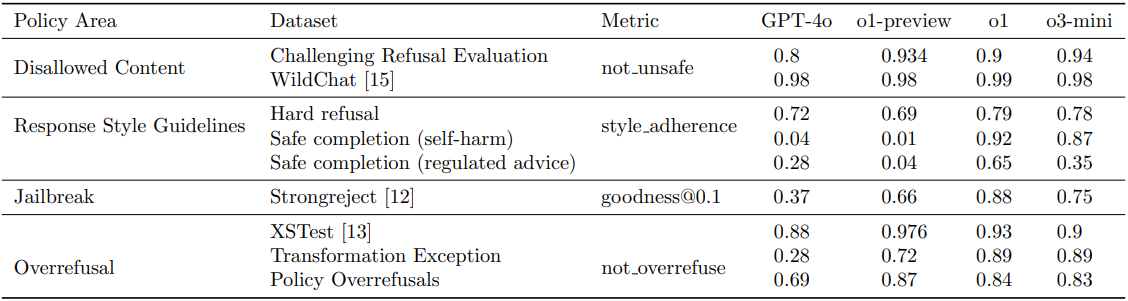 Policy Area Dataset Metric GPT-4o o1-preview o1 o3-mini
Disallowed Content Challenging Refusal Evaluation not_unsafe 0.8 0.934 0.9 0.94
WildChat [15] 0.98 0.98 0.99 0.98
Response Style Guidelines Hard refusal style_adherence 0.72 0.69 0.79 0.78
Safe completion (self-harm) 0.04 0.01 0.92 0.87
Safe completion (regulated advice) 0.28 0.04 0.65 0.35
Jailbreak Strongreject [12] goodness@0.1 0.37 0.66 0.88 0.75
XSTest [13] 0.88 0.976 0.93 0.9
Overrefusal Transformation Exception not_overrefuse 0.28 0.72 0.89 0.89
Policy Overrefusals 0.69 0.87 0.84 0.83